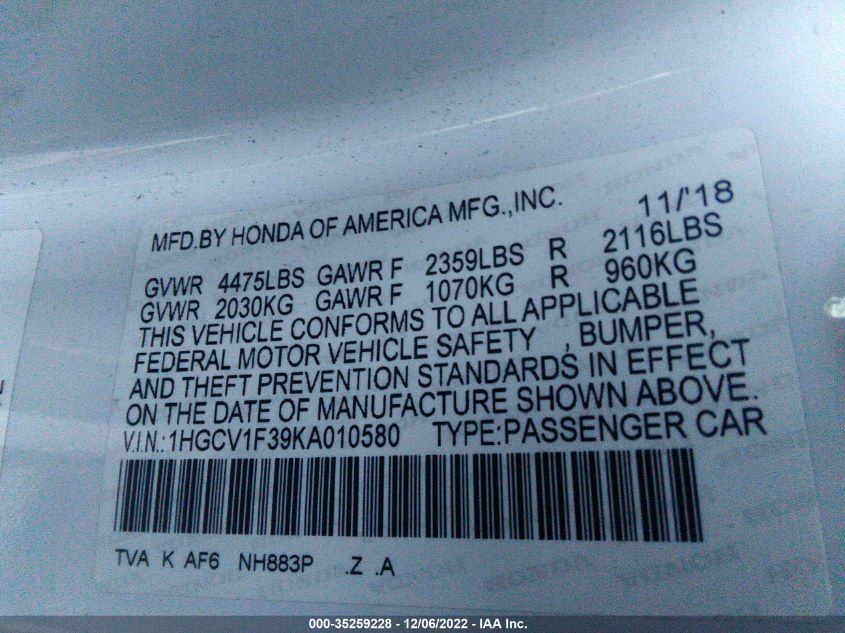 MFD.BY HONDA OF AMERICA MFG.,INC. 11/'18
GVWR 4475LBS GAWR F 2359LBS R 2116LBS
GVWR 2030KG GAWR F 1070KG R 960KG
THIS VEHICLE CONFORMS TO ALL APPLICABLE
FEDERAL MOTOR VEHICLE SAFETY , BUMPER,
AND THEFT PREVENTION STANDARDS IN EFFECT
ON THE DATE OF MANUFACTURE SHOWN ABOVE.
V.I.N.: 1HGCV1F39KA010580 TYPE:PASSENGER CAR
TVA K AF6 NH883P .Z .A
000-35259228 - 12/06/2022 - IAA Inc.